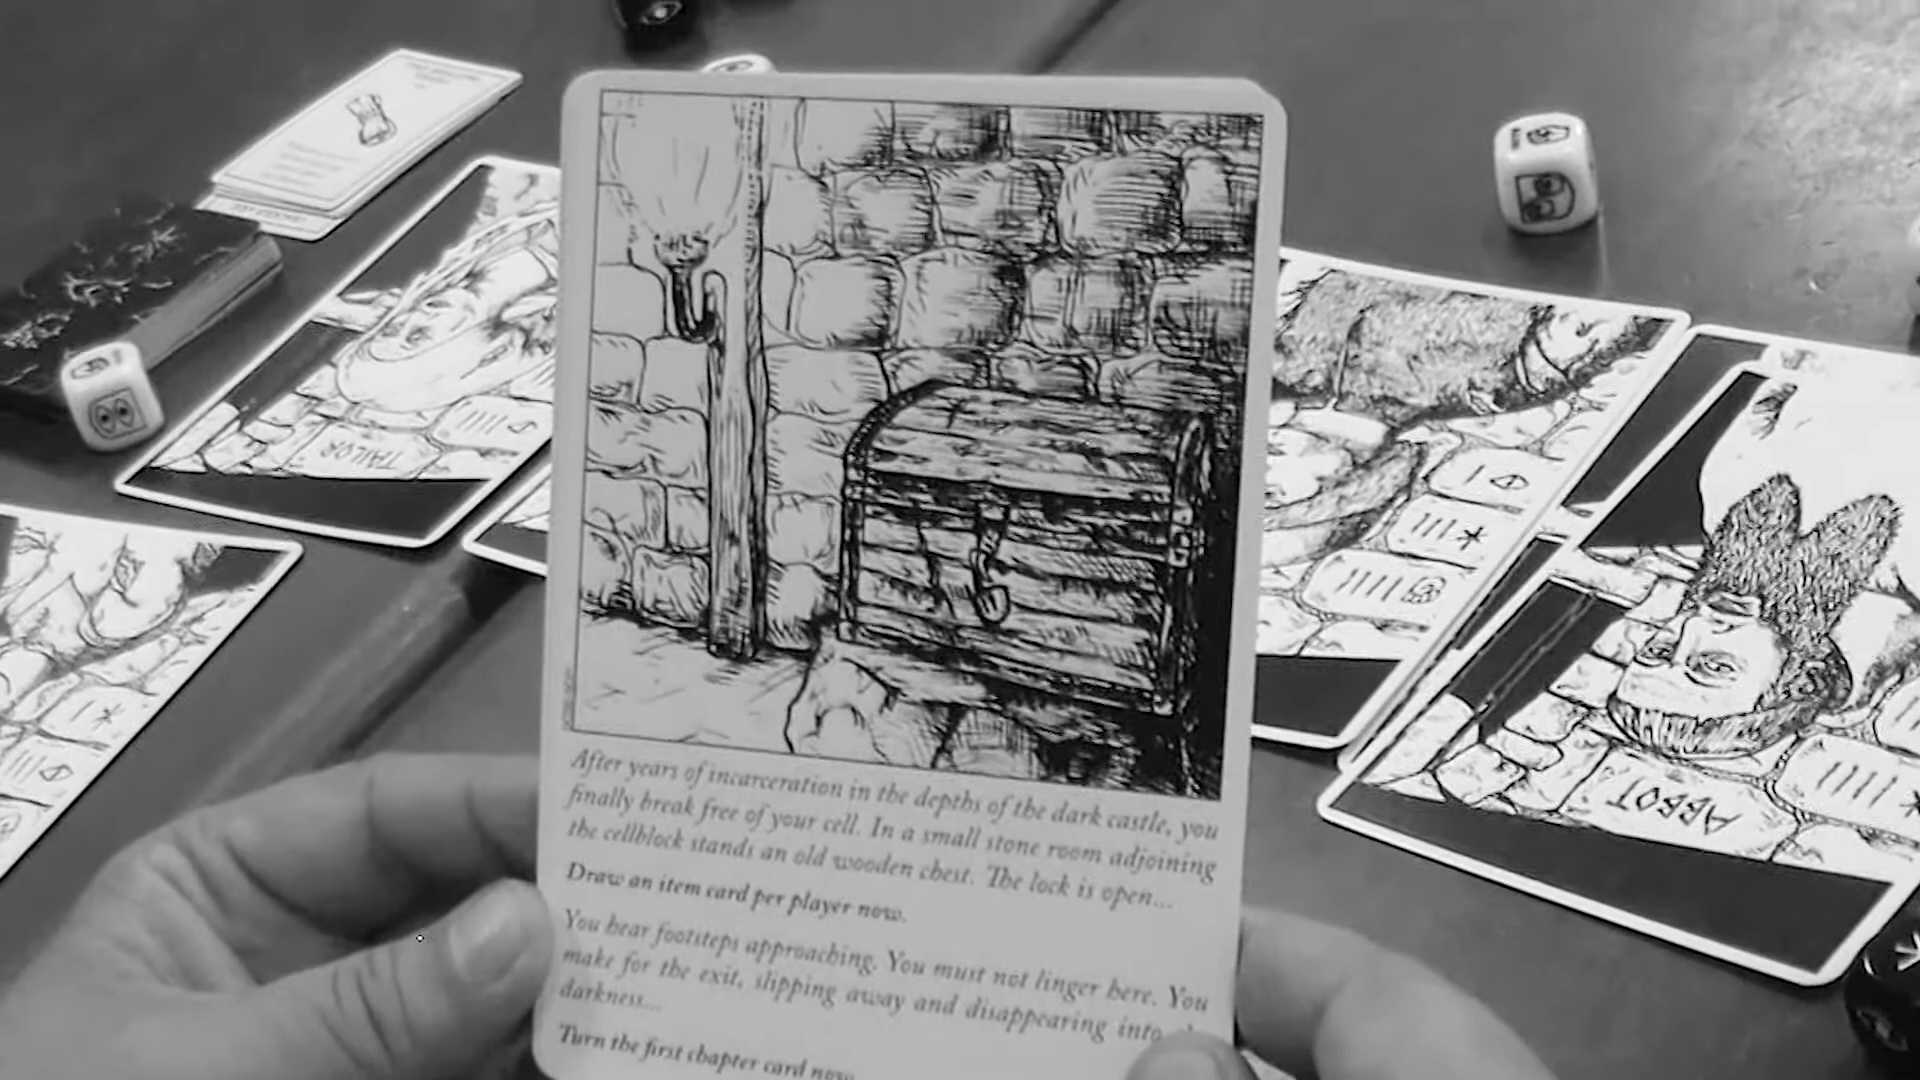 After years of incarceration in the depths of the dark castle, you
finally break free of your cell. In a small stone room adjoining
the cellblock stands an old wooden chest. The lock is open...
Draw an item card per player now.
You hear footsteps approaching. You must not linger here. You
make for the exit, slipping away and disappearing into
darkness...
Turn the first chapter card now
TAILOR
ABBOT